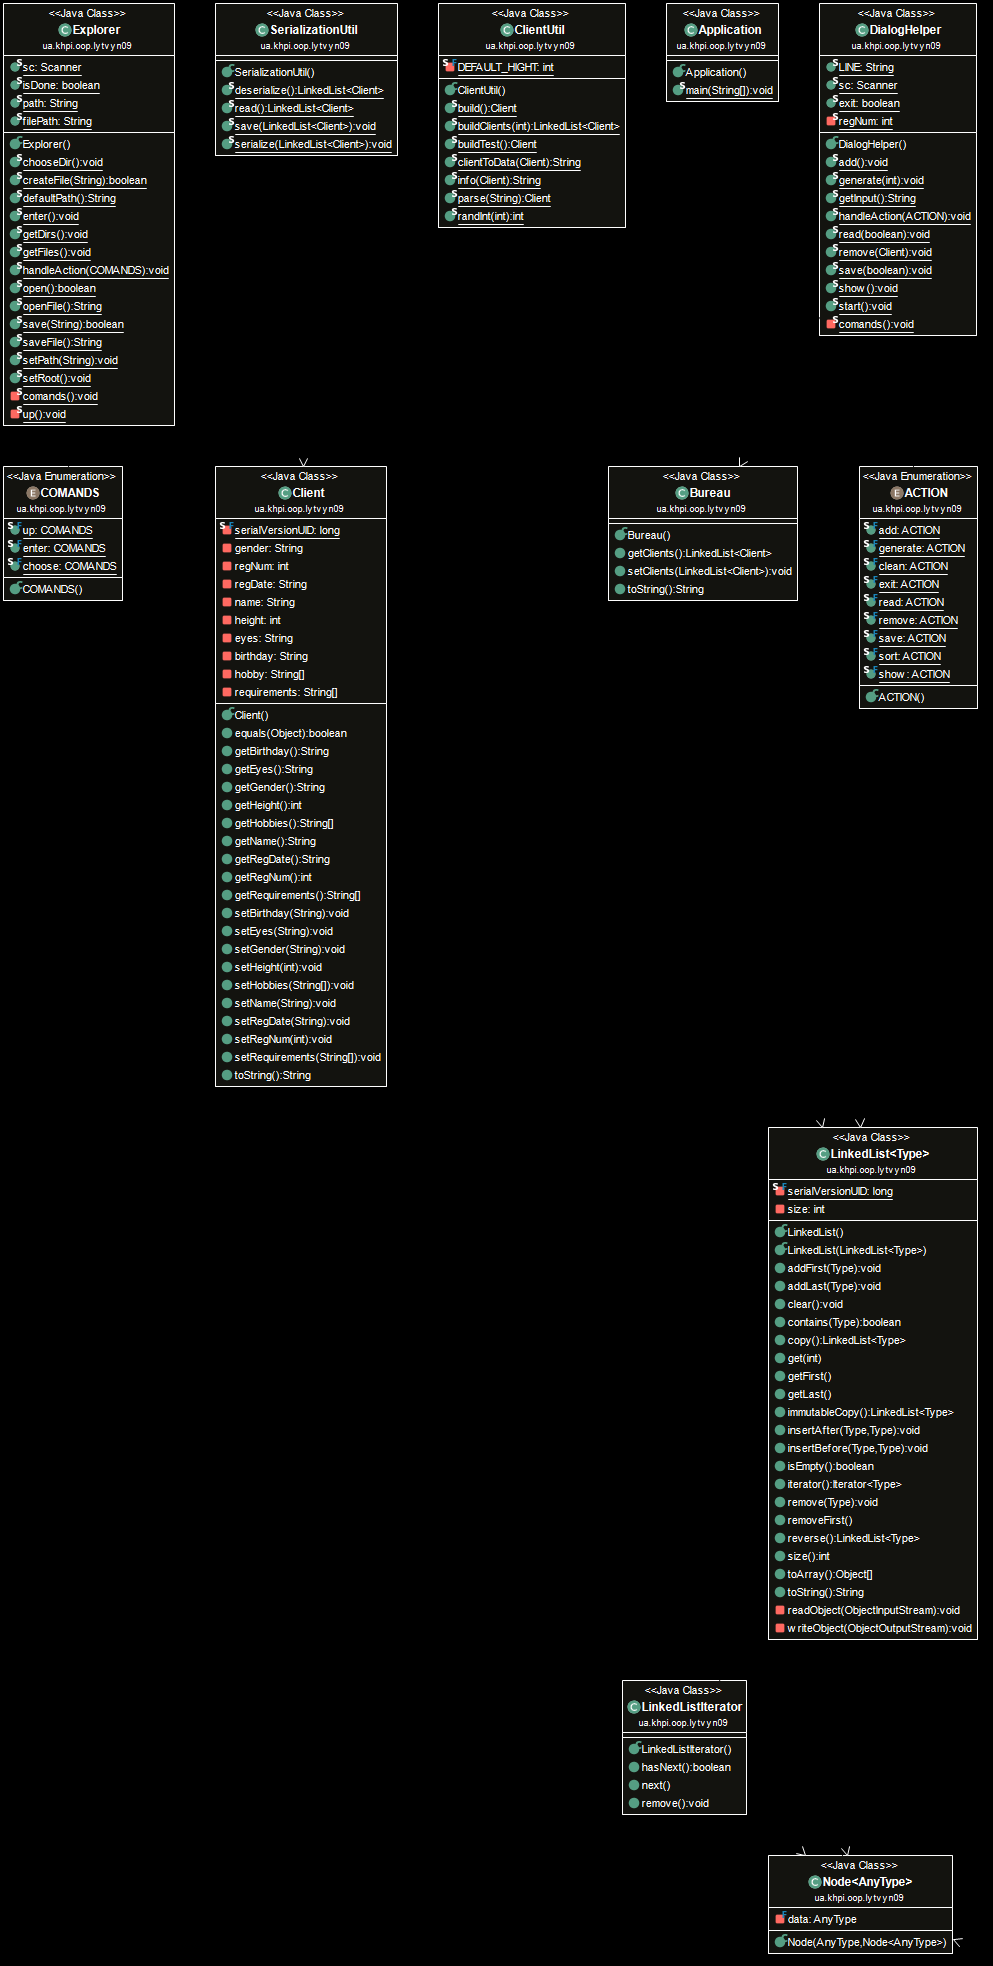 <<Java Class>>
Explorer
ua.khpi.oop.lytvyn09
sc: Scanner
isDone: boolean
path: String
filePath: String
Explorer()
chooseDir():void
createFile(String):boolean
defaultPath():String
enter():void
getDirs():void
getFiles():void
handleAction(COMANDS):void
open():boolean
openFile():String
save(String):boolean
saveFile():String
setPath(String):void
setRoot():void
comands():void
up():void
<<Java Class>>
SerializationUtil
ua.khpi.oop.lytvyn09
SerializationUtil()
deserialize():LinkedList<Client>
read():LinkedList<Client>
save(LinkedList<Client>):void
serialize(LinkedList<Client>):void
<<Java Class>>
ClientUtil
ua.khpi.oop.lytvyn09
DEFAULT_HIGHT: int
ClientUtil()
build():Client
buildClients(int):LinkedList<Client>
buildTest():Client
clientToData(Client):String
info(Client):String
parse(String):Client
randInt(int):int
<<Java Class>>
Application
ua.khpi.oop.lytvyn09
Application()
main(String[]):void
<<Java Class>>
DialogHelper
ua.khpi.oop.lytvyn09
LINE: String
sc: Scanner
exit: boolean
regNum: int
DialogHelper()
add():void
generate(int):void
getInput():String
handleAction(ACTION):void
read(boolean):void
remove(Client):void
save(boolean):void
show():void
start():void
comands():void
<<Java Enumeration>>
COMANDS
ua.khpi.oop.lytvyn09
up: COMANDS
enter: COMANDS
choose: COMANDS
COMANDS()
<<Java Class>>
Client
ua.khpi.oop.lytvyn09
serialVersionUID: long
gender: String
regNum: int
regDate: String
name: String
height: int
eyes: String
birthday: String
hobby: String[]
requirements: String[]
Client()
equals(Object):boolean
getBirthday():String
getEyes():String
getGender():String
getHeight():int
getHobbies():String[]
getName():String
getRegDate():String
getRegNum():int
getRequirements():String[]
setBirthday(String):void
setEyes(String):void
setGender(String):void
setHeight(int):void
setHobbies(String[]):void
setName(String):void
setRegDate(String):void
setRegNum(int):void
setRequirements(String[]):void
toString():String
<<Java Class>>
Bureau
ua.khpi.oop.lytvyn09
Bureau()
getClients():LinkedList<Client>
setClients(LinkedList<Client>):void
toString():String
<<Java Enumeration>>
ACTION
ua.khpi.oop.lytvyn09
add: ACTION
generate: ACTION
clean: ACTION
exit: ACTION
read: ACTION
remove: ACTION
save: ACTION
sort: ACTION
show: ACTION
ACTION()
<<Java Class>>
LinkedList<Type>
ua.khpi.oop.lytvyn09
serialVersionUID: long
size: int
LinkedList()
LinkedList(LinkedList<Type>)
addFirst(Type):void
addLast(Type):void
clear():void
contains(Type):boolean
copy():LinkedList<Type>
get(int)
getFirst()
getLast()
immutableCopy():LinkedList<Type>
insertAfter(Type,Type):void
insertBefore(Type,Type):void
isEmpty():boolean
iterator():Iterator<Type>
remove(Type):void
removeFirst()
reverse():LinkedList<Type>
size():int
toArray():Object[]
toString():String
readObject(ObjectInputStream):void
writeObject(ObjectOutputStream):void
<<Java Class>>
LinkedListIterator
ua.khpi.oop.lytvyn09
LinkedListIterator()
hasNext():boolean
next()
remove():void
<<Java Class>>
Node<AnyType>
ua.khpi.oop.lytvyn09
data: AnyType
Node(AnyType,Node<AnyType>)